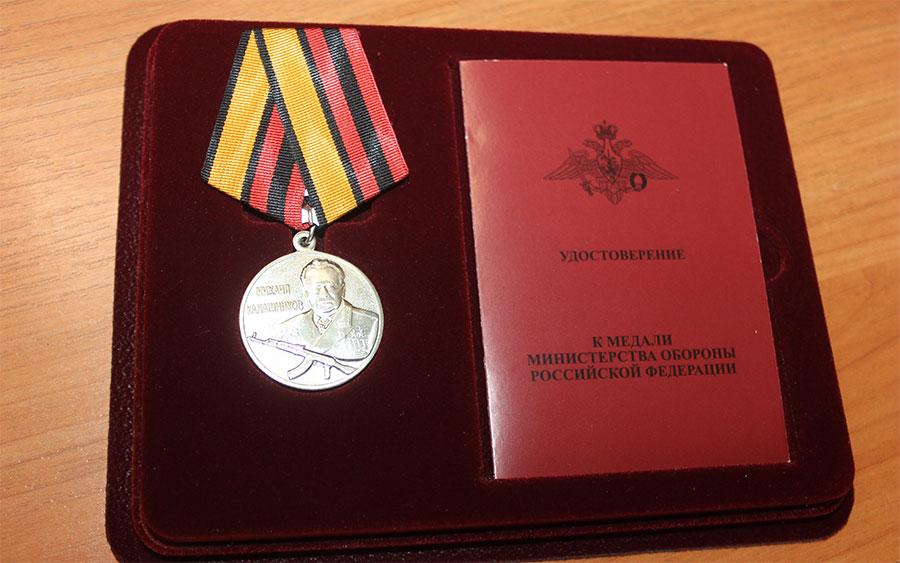 МИХАИЛ
КАЛАШНИКОВ
УДОСТОВЕРЕНИЕ
К МЕДАЛИ
МИНИСТЕРСТВА ОБОРОНЫ
РОССИЙСКОЙ ФЕДЕРАЦИИ